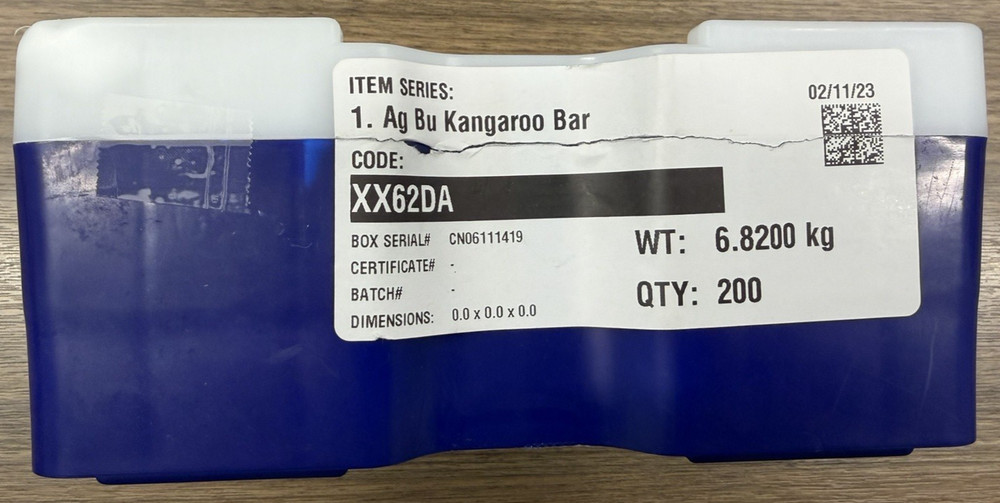 ITEM SERIES:
02/11/23
1. Ag Bu Kangaroo Bar
CODE:
XX62DA
BOX SERIAL# CN06111419
WT: 6.8200 kg
CERTIFICATE# -
BATCH# -
QTY: 200
DIMENSIONS: 0.0 x 0.0 x 0.0